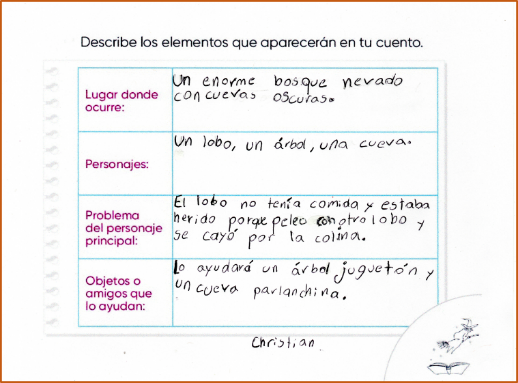 Describe los elementos que aparecerán en tu cuento.
Lugar donde
ocurre:
Un enorme bosque nevado
con cuevas oscuras.
Personajes:
Un lobo, un árbol, una cueva.
Problema
del personaje
principal:
El lobo no tenía comida y estaba
herido porque peleo con otro lobo y
se cayó por la colina.
Objetos o
amigos que
lo ayudan:
Lo ayudará un árbol juguetón y
un cueva parlanchina.
Christian